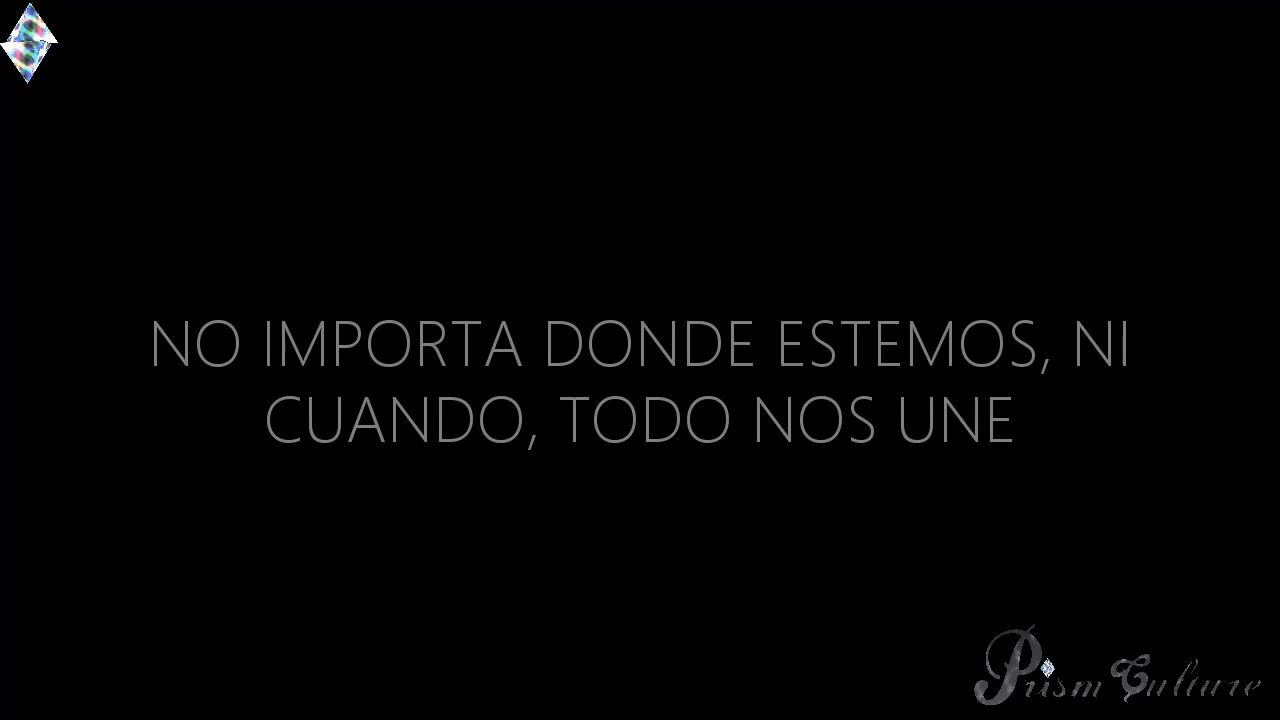 NO IMPORTA DONDE ESTEMOS, NI
CUANDO, TODO NOS UNE
Prism Culture